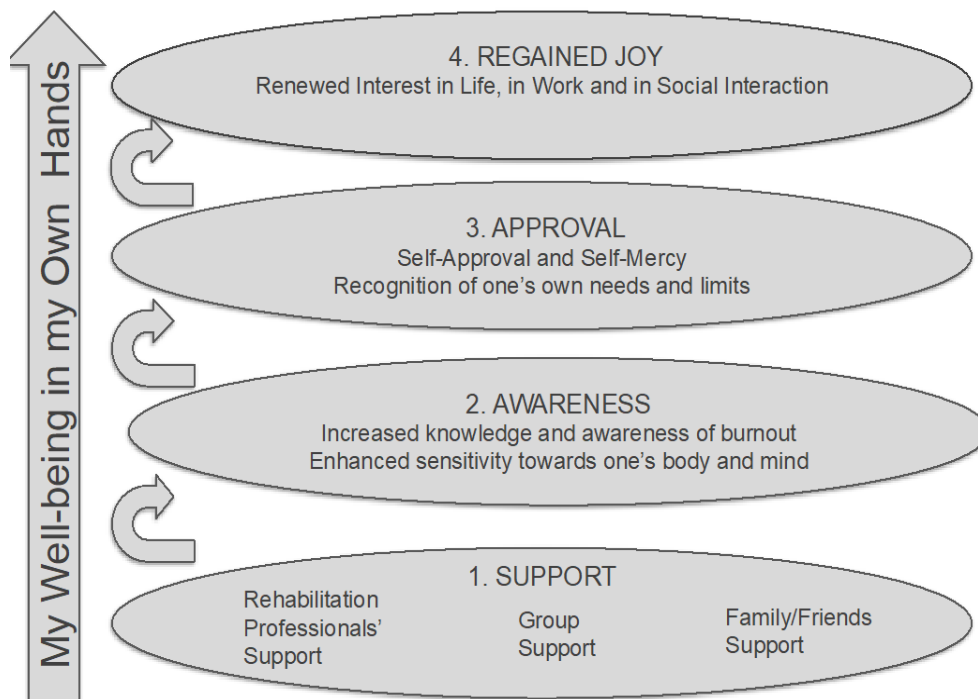 My Well-being in my Own Hands
4. REGAINED JOY
Renewed Interest in Life, in Work and in Social Interaction
3. APPROVAL
Self-Approval and Self-Mercy
Recognition of one’s own needs and limits
2. AWARENESS
Increased knowledge and awareness of burnout
Enhanced sensitivity towards one’s body and mind
1. SUPPORT
Rehabilitation
Professionals’
Support
Group
Support
Family/Friends
Support